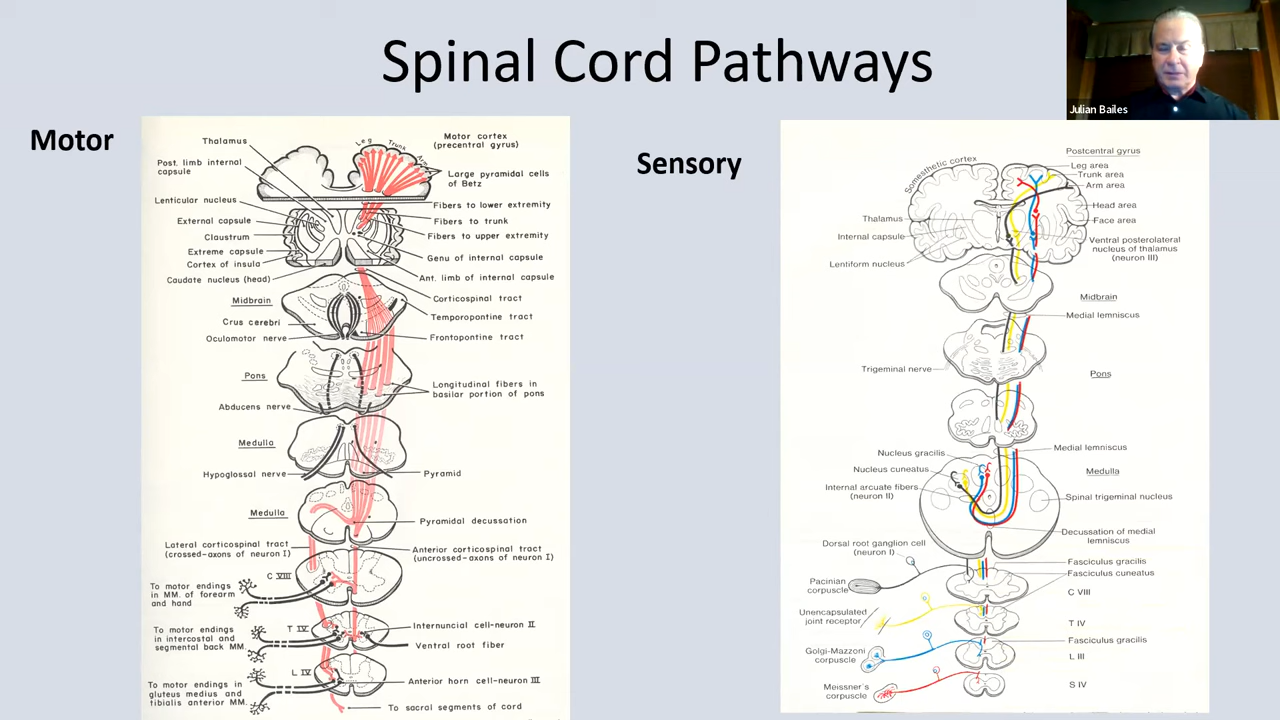 Spinal Cord Pathways
Julian Bailes
Motor
Thalamus
Post. limb internal
capsule
Lenticular nucleus
External capsule
Claustrum
Extreme capsule
Cortex of insula
Caudate nucleus (head)
Midbrain
Crus cerebri
Oculomotor nerve
Pons
Abducens nerve
Medulla
Hypoglossal nerve
Medulla
Lateral corticospinal tract
(crossed-axons of neuron I)
C VIII
To motor endings
in MM. of forearm
and hand
T IV
To motor endings
in intercostal and
segmental back MM.
L IV
To motor endings in
gluteus medius and
tibialis anterior MM.
Leg
Trunk
Arm
Motor cortex
(precentral gyrus)
Large pyramidal cells
of Betz
Fibers to lower extremity
Fibers to trunk
Fibers to upper extremity
Genu of internal capsule
Ant. limb of internal capsule
Corticospinal tract
Temporopontine tract
Frontopontine tract
Longitudinal fibers in
basilar portion of pons
Pyramid
Pyramidal decussation
Anterior corticospinal tract
(uncrossed-axons of neuron I)
Internuncial cell-neuron II
Ventral root fiber
Anterior horn cell-neuron III
To sacral segments of cord
Sensory
Somesthetic cortex
Thalamus
Internal capsule
Lentiform nucleus
Trigeminal nerve
Nucleus gracilis
Nucleus cuneatus
Internal arcuate fibers
(neuron II)
Dorsal root ganglion cell
(neuron I)
Pacinian
corpuscle
Unencapsulated
joint receptor
Golgi-Mazzoni
corpuscle
Meissner's
corpuscle
Postcentral gyrus
Leg area
Trunk area
Arm area
Head area
Face area
Ventral posterolateral
nucleus of thalamus
(neuron III)
Midbrain
Medial lemniscus
Pons
Medial lemniscus
Medulla
Spinal trigeminal nucleus
Decussation of medial
lemniscus
Fasciculus gracilis
Fasciculus cuneatus
C VIII
T IV
Fasciculus gracilis
L III
S IV